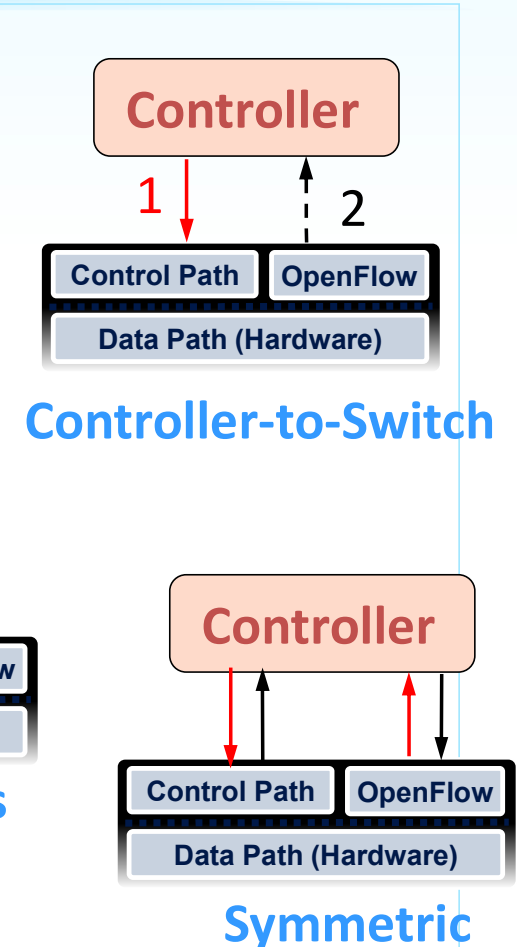 Controller
1
2
Control Path OpenFlow
Data Path (Hardware)
Controller-to-Switch
Controller
w
s
Control Path OpenFlow
Data Path (Hardware)
Symmetric